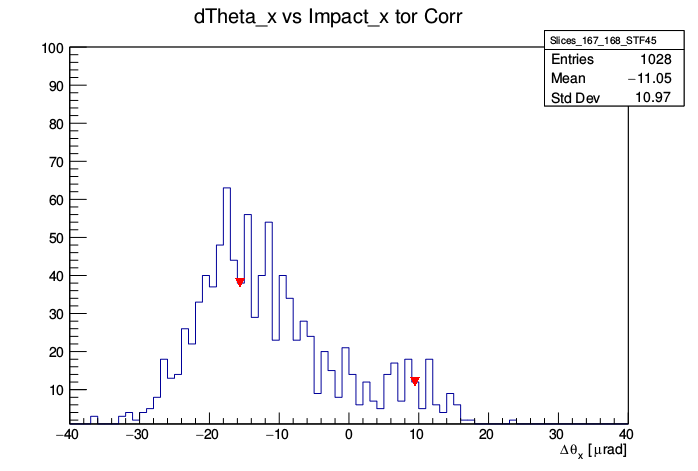 dTheta_x vs Impact_x tor Corr
Slices_167_168_STF45
Entries 1028
Mean −11.05
Std Dev 10.97
100
90
80
70
60
50
40
30
20
10
−40 −30 −20 −10 0 10 20 30 40
Δθx [μrad]